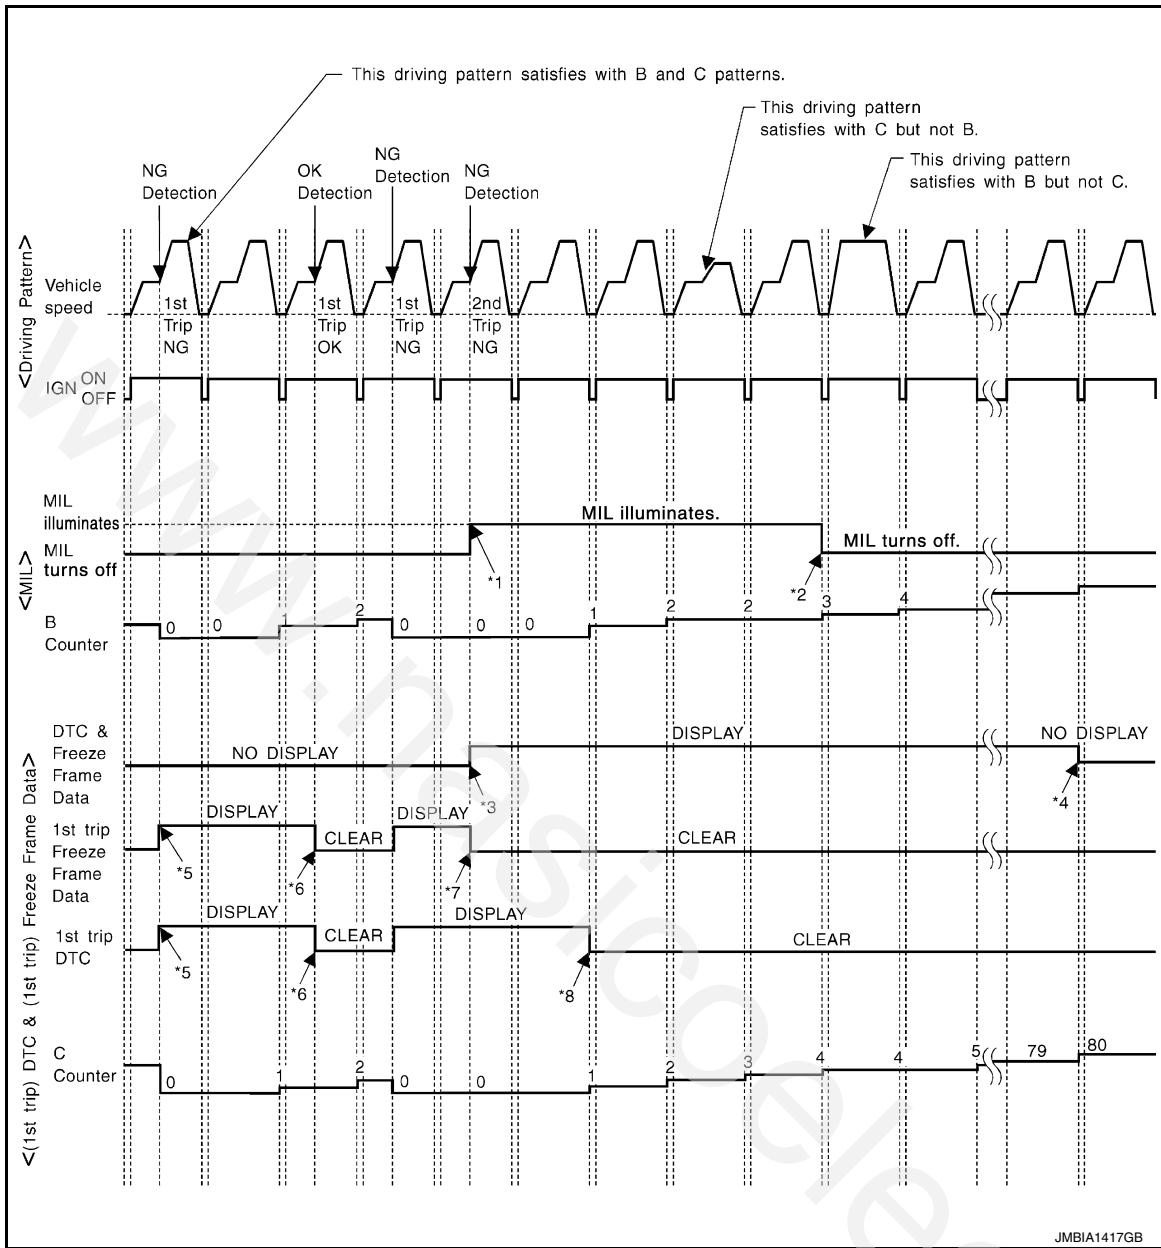 This driving pattern satisfies with B and C patterns.
This driving pattern
satisfies with C but not B.
This driving pattern
satisfies with B but not C.
NG
Detection
OK
Detection
NG
Detection
NG
Detection
<Driving Pattern>
Vehicle
speed
1st
Trip
NG
1st
Trip
OK
1st
Trip
NG
2nd
Trip
NG
IGN ON
OFF
<MIL>
MIL
illuminates
MIL illuminates.
MIL
turns off
MIL turns off.
*1
*2
B
Counter
0 0 1 2 0 0 0 1 2 2 3 4
<(1st trip) DTC & (1st trip) Freeze Frame Data>
DTC &
Freeze
Frame
Data
NO DISPLAY
DISPLAY
NO DISPLAY
*3
*4
1st trip
Freeze
Frame
Data
DISPLAY
CLEAR
DISPLAY
CLEAR
*5
*6
*7
1st trip
DTC
DISPLAY
CLEAR
DISPLAY
CLEAR
*5
*6
*8
C
Counter
0 1 2 0 0 1 2 3 4 4 5 79 80
JMBIA1417GB